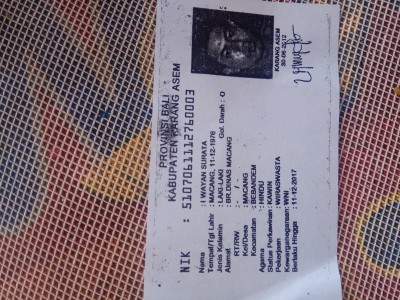 PROVINSI BALI
KABUPATEN KARANG ASEM
NIK : 5107061112760003
Nama : I WAYAN SURATA
Tempat/Tgl Lahir : MACANG, 11-12-1976
Jenis Kelamin : LAKI-LAKI Gol. Darah : O
Alamat : BR.DINAS MACANG
RT/RW : - / -
Kel/Desa : MACANG
Kecamatan : BEBANDEM
Agama : HINDU
Status Perkawinan : KAWIN
Pekerjaan : WIRASWASTA
Kewarganegaraan : WNI
Berlaku Hingga : 11-12-2017
KARANG ASEM
30-06-2012